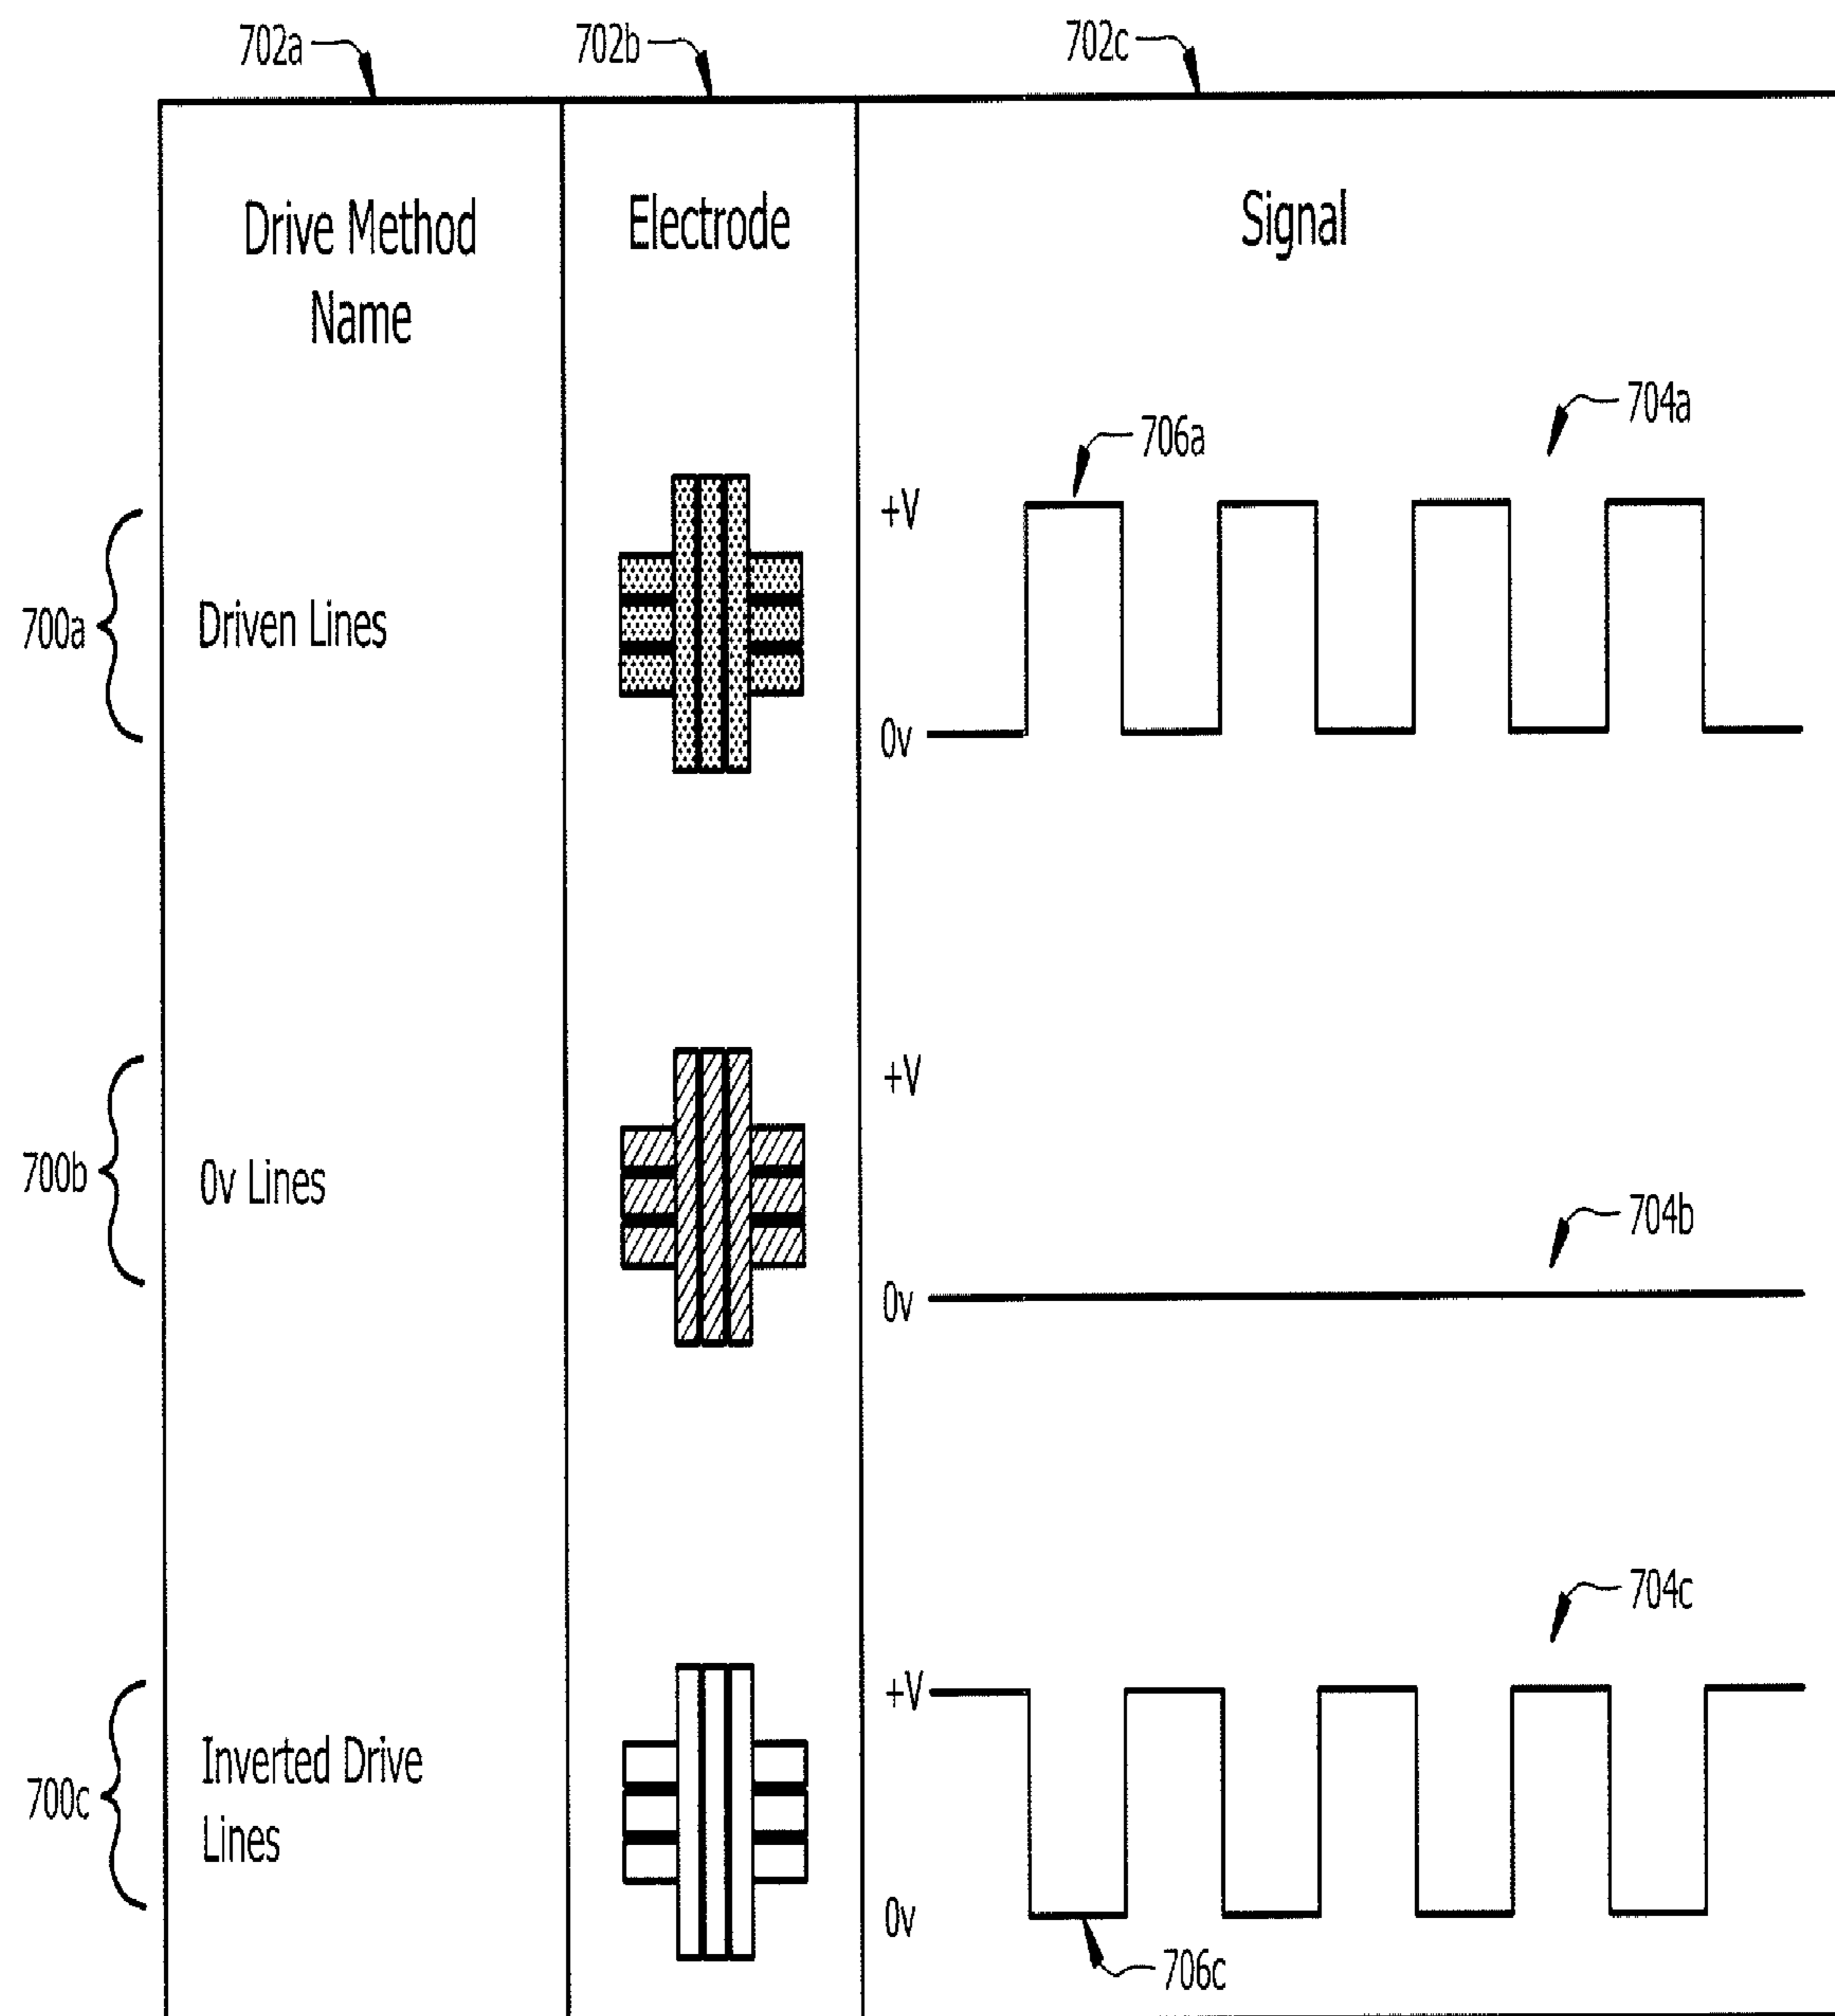 702a
702b
702c
Drive Method
Name
Electrode
Signal
704a
706a
+V
700a
Driven Lines
0v
+V
700b
0v Lines
704b
0v
704c
+V
Inverted Drive
700c
Lines
0v
706c